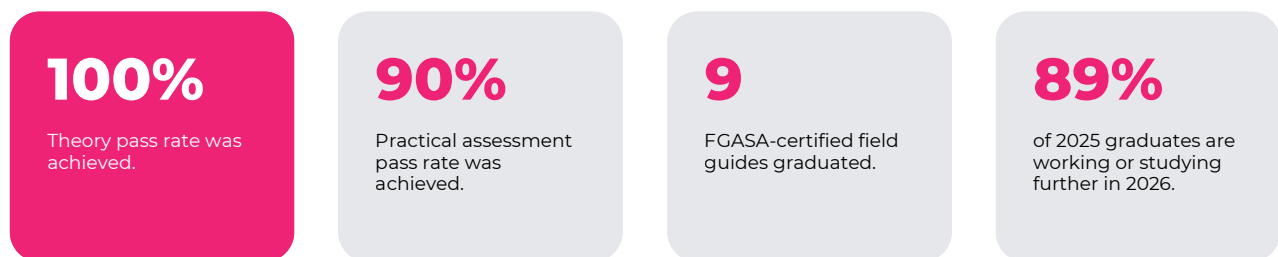 100%
Theory pass rate was
achieved.
90%
Practical assessment
pass rate was
achieved.
9
FGASA-certified field
guides graduated.
89%
of 2025 graduates are
working or studying
further in 2026.